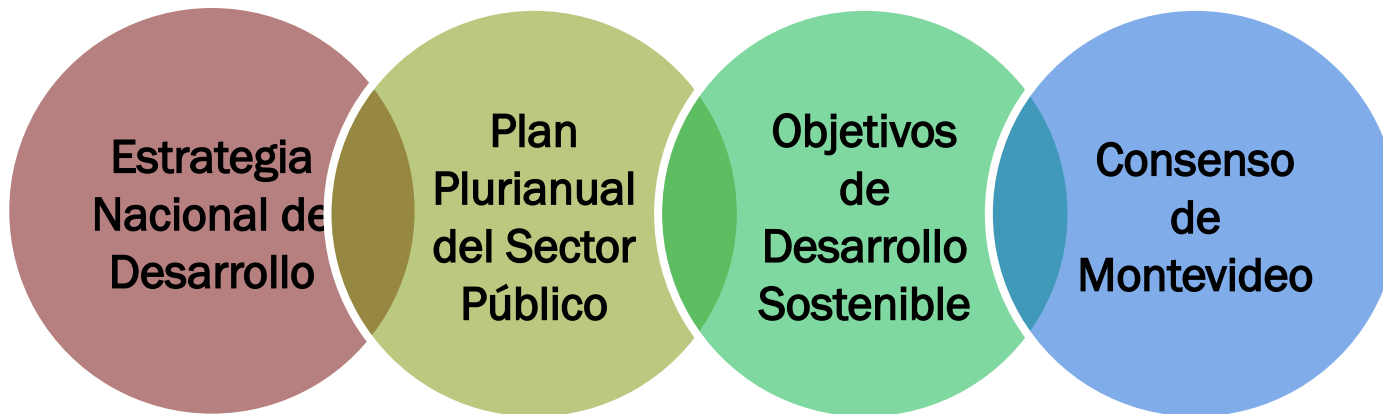 Estrategia
Nacional de
Desarrollo
Plan
Plurianual
del Sector
Público
Objetivos
de
Desarrollo
Sostenible
Consenso
de
Montevideo